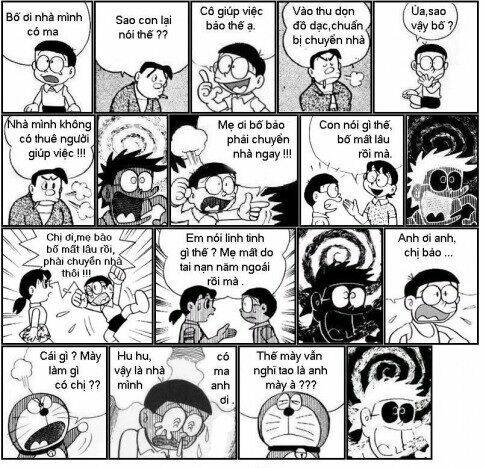 Bố ơi nhà mình
có ma
Sao con lại
nói thế ??
Cô giúp việc
bảo thế ạ.
Vào thu dọn
đồ đạc,chuẩn
bị chuyển nhà
Ủa,sao
vậy bố ?
Nhà mình không
có thuê người
giúp việc !!!
Mẹ ơi bố bảo
phải chuyển
nhà ngay !!!
Con nói gì thế,
bố mất lâu
rồi mà.
Chị ơi,mẹ bảo
bố mất lâu rồi,
phải chuyển nhà
thôi !!!
Em nói linh tinh
gì thế ? Mẹ mất do
tai nạn năm ngoái
rồi mà .
Anh ơi anh,
chị bảo ...
Cái gì ? Mày
làm gì
có chị ??
Hu hu,
vậy là nhà
mình
có
ma
anh
ơi .
Thế mày vẫn
nghĩ tao là anh
mày à ???